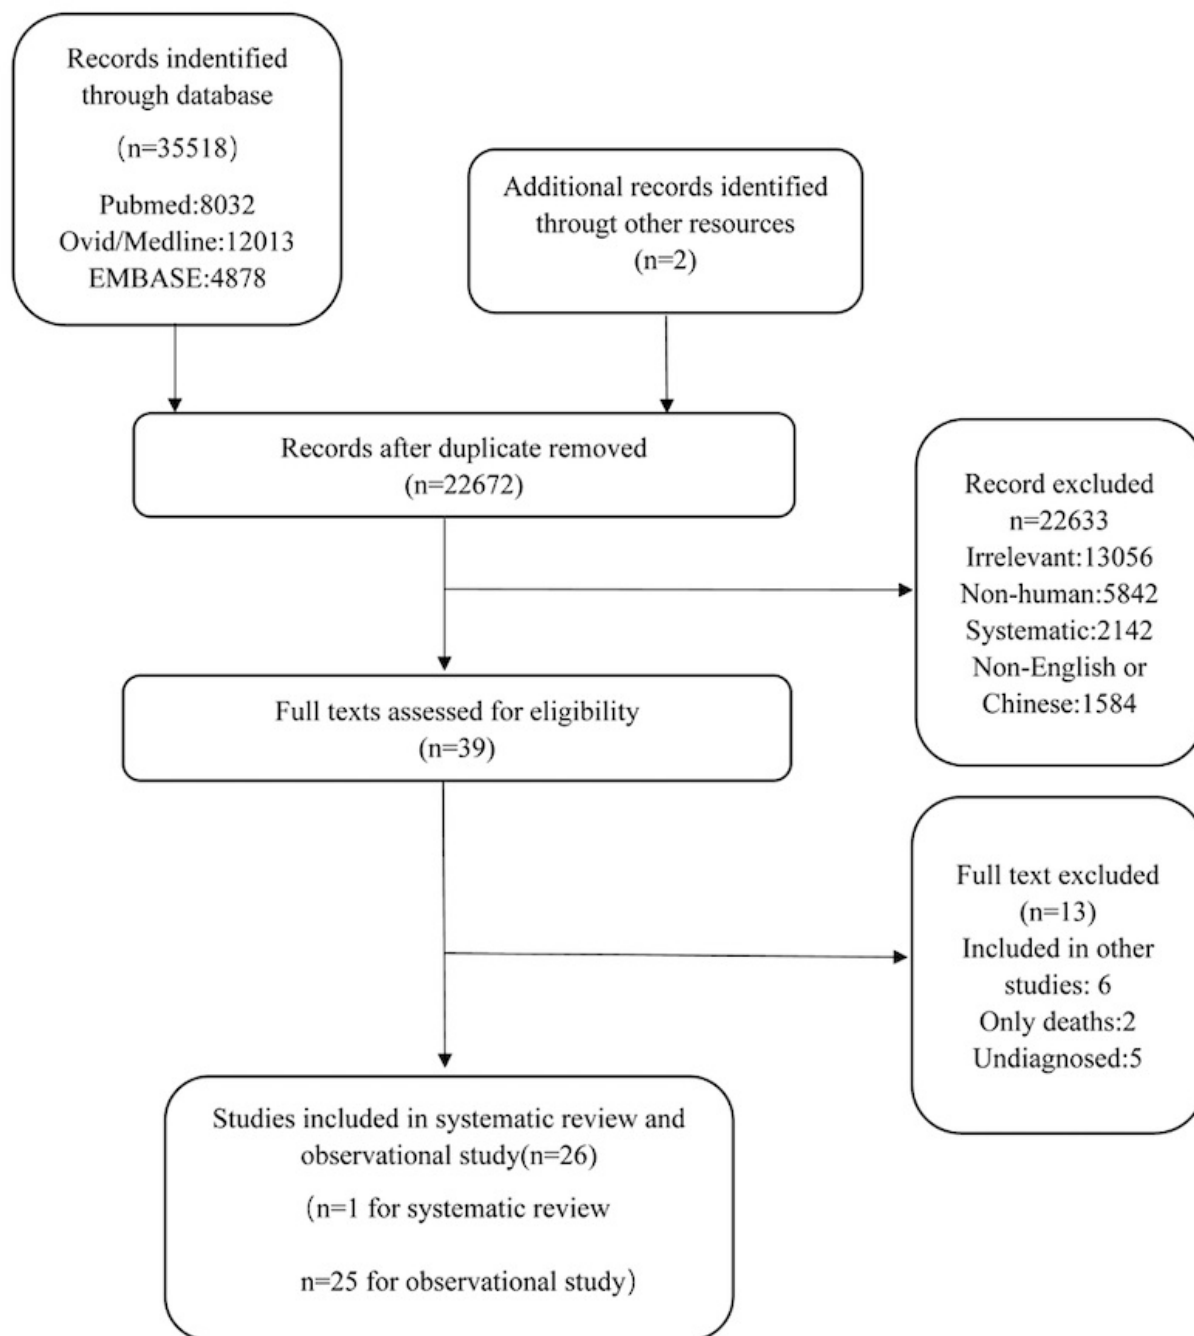 Records indentified
through database
（n=35518）
Pubmed:8032
Ovid/Medline:12013
EMBASE:4878
Additional records identified
througt other resources
(n=2)
Records after duplicate removed
(n=22672)
Record excluded
n=22633
Irrelevant:13056
Non-human:5842
Systematic:2142
Non-English or
Chinese:1584
Full texts assessed for eligibility
(n=39)
Full text excluded
(n=13)
Included in other
studies: 6
Only deaths:2
Undiagnosed:5
Studies included in systematic review and
observational study(n=26)
（n=1 for systematic review
n=25 for observational study）